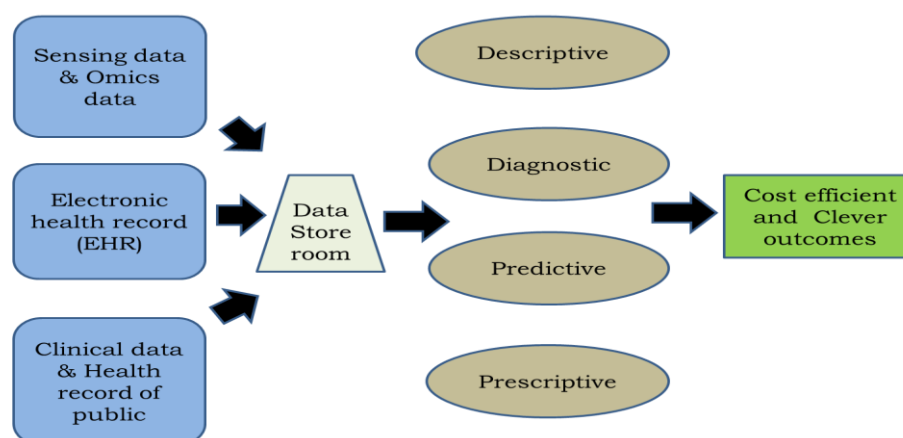 Sensing data
& Omics
data
Electronic
health record
(EHR)
Clinical data
& Health
record of
public
Data
Store
room
Descriptive
Diagnostic
Predictive
Prescriptive
Cost efficient
and Clever
outcomes